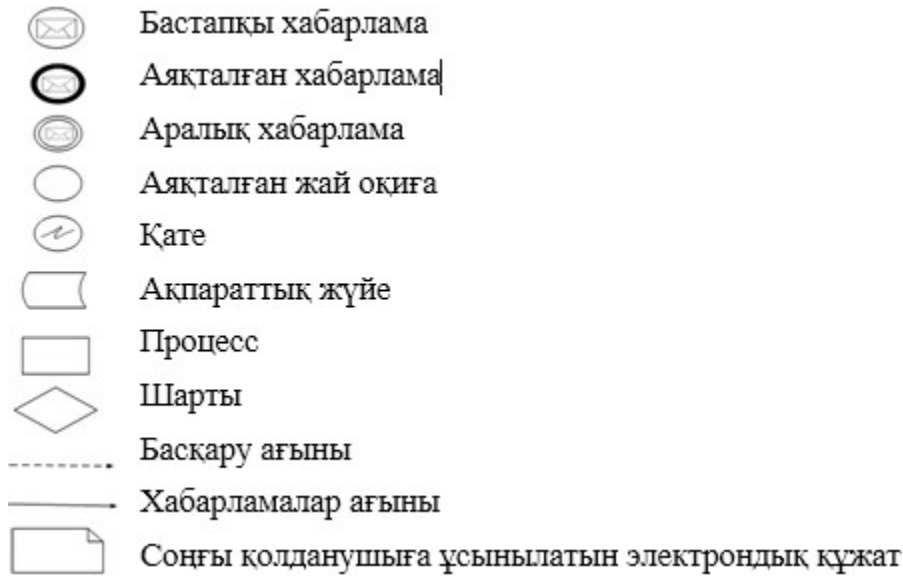 Бастапқы хабарлама
Аяқталған хабарлама
Аралық хабарлама
Аяқталған жай оқиға
Қате
Ақпараттық жүйе
Процесс
Шарты
Басқару ағыны
Хабарламалар ағыны
Соңғы қолданушыға ұсынылатын электрондық құжат